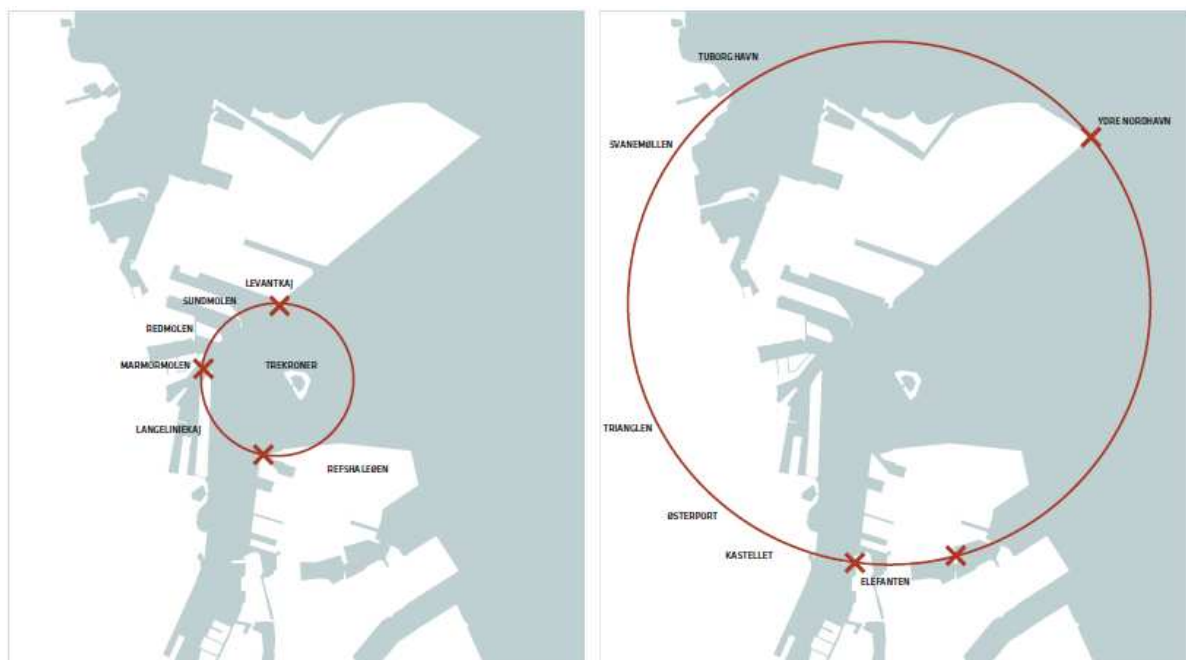 LEVANTKAJ
SUNDMOLEN
REDMOLEN
MARMORMOLEN
TREKRONER
LANGELINIEKAJ
REFSHALEØEN
TUBORG HAVN
YDRE NORDHAVN
SVANEMØLLEN
TRIANGLEN
ØSTERPORT
KASTELLET
ELEFANTEN